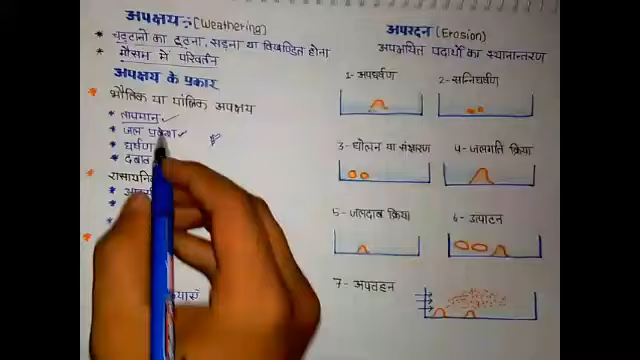 अपक्षय :- (Weathering)
* चट्टानों का टूटना, सड़ना या विखण्डित होना
* मौसम में परिवर्तन
अपक्षय के प्रकार
* भौतिक या यांत्रिक अपक्षय
* तापमान ✓
* जल प्रवेश ✓
* घर्षण
* दबाव
* रासायनिक
अपरदन (Erosion)
अपक्षयित पदार्थों का स्थानान्तरण
1- अपघर्षण
2- सन्निघर्षण
3- घोलन या संक्षारण
4- जलगति क्रिया
5- जलदाब क्रिया
6- उत्पाटन
7- अपवहन